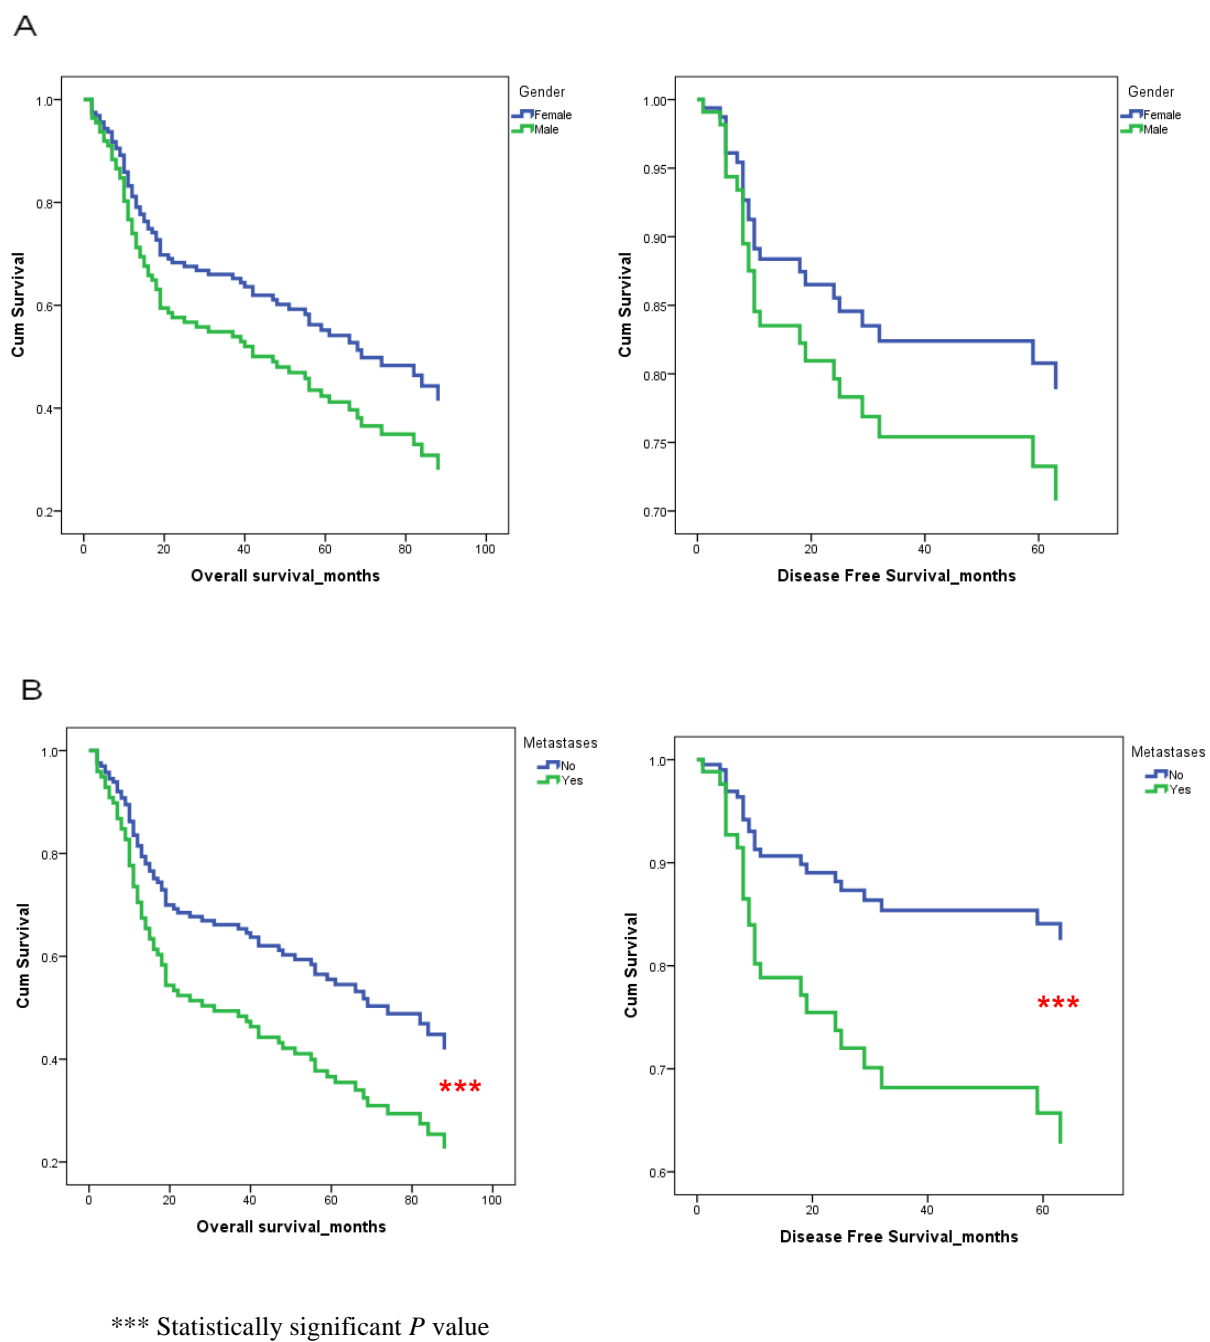 A
Gender
Female
Male
1.0
0.8
0.6
0.4
0.2
Cum Survival
0 20 40 60 80 100
Overall survival_months
Gender
Female
Male
1.00
0.95
0.90
0.85
0.80
0.75
0.70
Cum Survival
0 20 40 60
Disease Free Survival_months
B
Metastases
No
Yes
1.0
0.8
0.6
0.4
0.2
Cum Survival
***
0 20 40 60 80 100
Overall survival_months
Metastases
No
Yes
1.0
0.9
0.8
0.7
0.6
Cum Survival
***
0 20 40 60
Disease Free Survival_months
*** Statistically significant P value